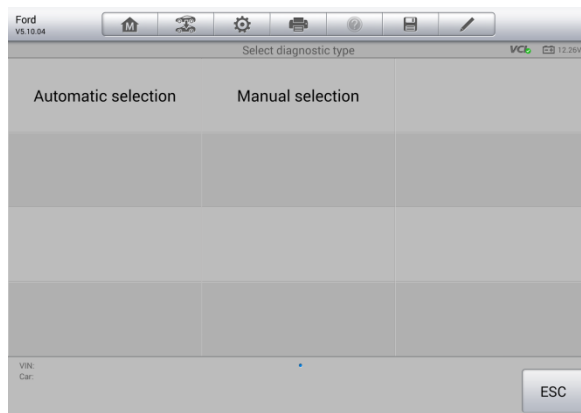 Ford
V5.10.04
M
Select diagnostic type
VCI
12.26V
Automatic selection
Manual selection
VIN:
Car:
ESC